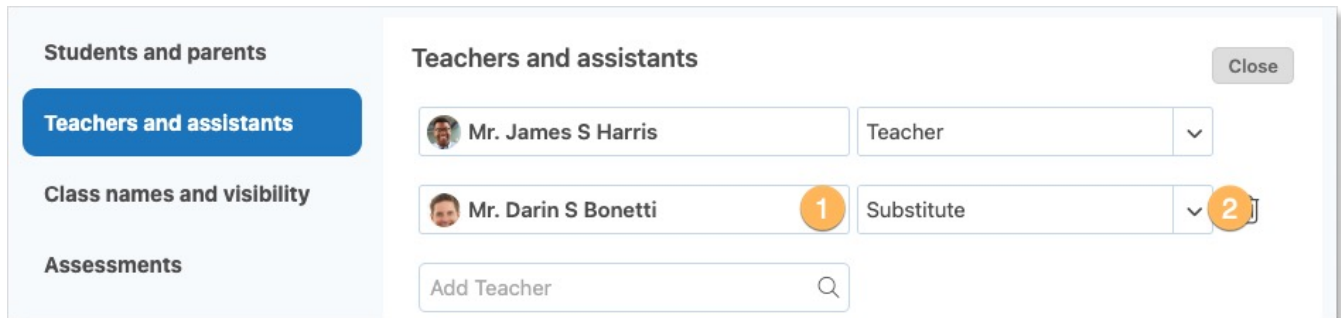 Students and parents
Teachers and assistants
Class names and visibility
Assessments
Teachers and assistants
Close
Mr. James S Harris Teacher
Mr. Darin S Bonetti 1 Substitute 2
Add Teacher